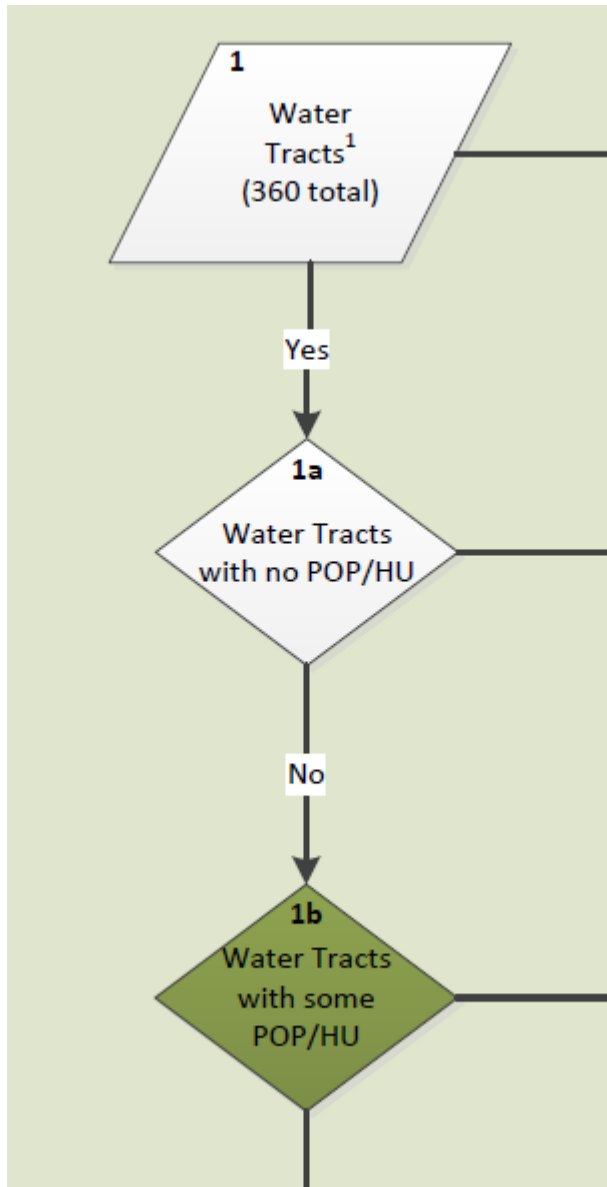 1
Water
Tracts¹
(360 total)
Yes
1a
Water Tracts
with no POP/HU
No
1b
Water Tracts
with some
POP/HU